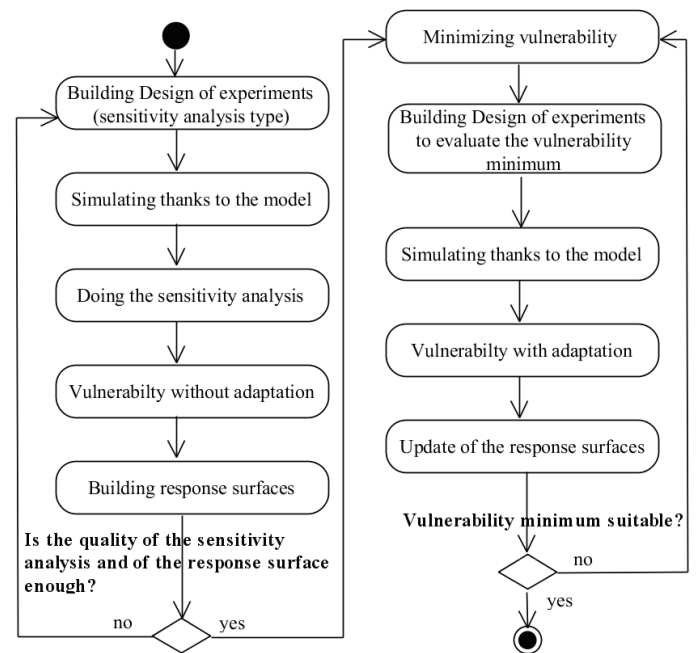 Building Design of experiments
(sensitivity analysis type)
Simulating thanks to the model
Doing the sensitivity analysis
Vulnerabilty without adaptation
Building response surfaces
Is the quality of the sensitivity
analysis and of the response surface
enough?
no
yes
Minimizing vulnerability
Building Design of experiments
to evaluate the vulnerability
minimum
Simulating thanks to the model
Vulnerabilty with adaptation
Update of the response surfaces
Vulnerability minimum suitable?
no
yes